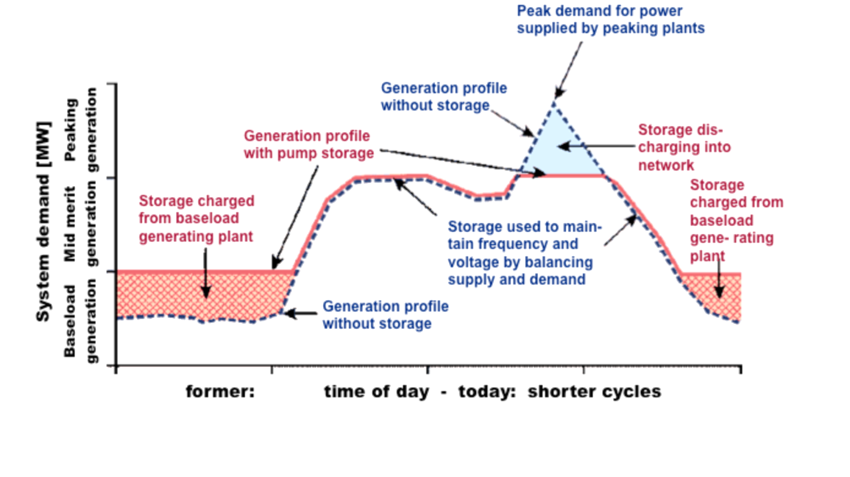 Peak demand for power
supplied by peaking plants
Generation profile
without storage
Generation profile
with pump storage
Storage dis-
charging into
network
Storage charged
from baseload
generating plant
Storage
charged from
baseload
gene- rating
plant
Storage used to main-
tain frequency and
voltage by balancing
supply and demand
Generation profile
without storage
System demand [MW]
Peaking
generation
Mid merit
generation
Baseload
generation
former: time of day - today: shorter cycles